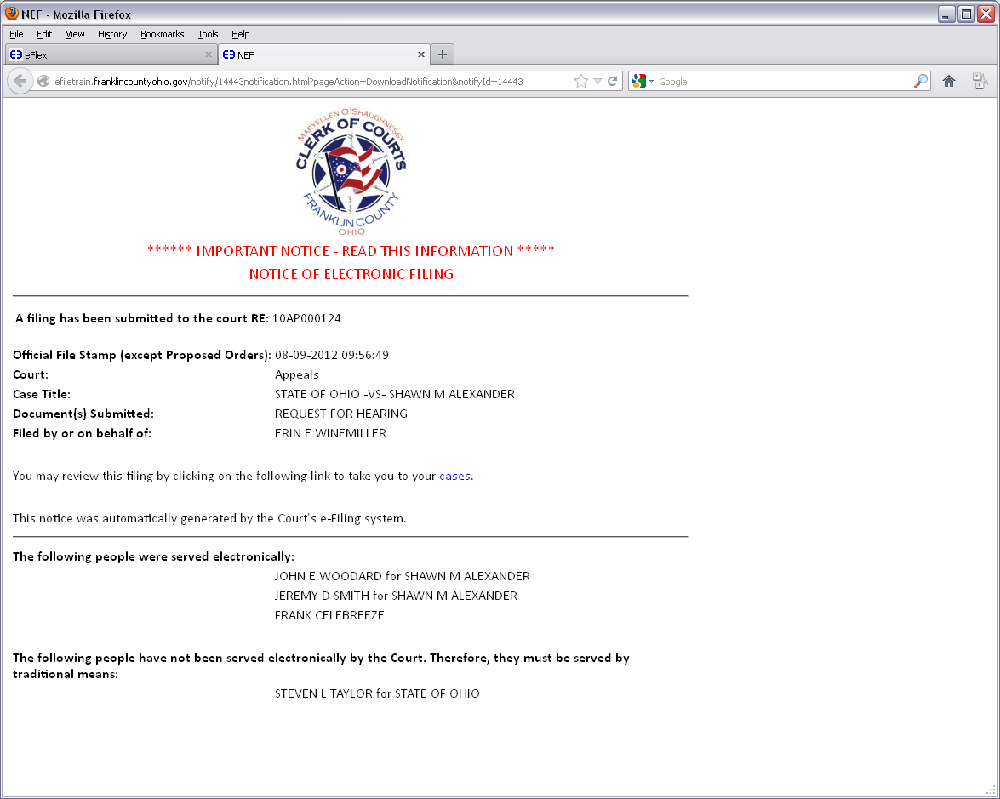 NEF - Mozilla Firefox
File Edit View History Bookmarks Tools Help
eFlex
NEF
efiletrain.franklincountyohio.gov/notify/14443notification.html?pageAction=DownloadNotification&notifyId=14443
Google
MARYELLEN O'SHAUGHNESSY
CLERK OF COURTS
FRANKLIN COUNTY
OHIO
****** IMPORTANT NOTICE - READ THIS INFORMATION *****
NOTICE OF ELECTRONIC FILING
A filing has been submitted to the court RE: 10AP000124
Official File Stamp (except Proposed Orders): 08-09-2012 09:56:49
Court: Appeals
Case Title: STATE OF OHIO -VS- SHAWN M ALEXANDER
Document(s) Submitted: REQUEST FOR HEARING
Filed by or on behalf of: ERIN E WINEMILLER
You may review this filing by clicking on the following link to take you to your cases.
This notice was automatically generated by the Court's e-Filing system.
The following people were served electronically:
JOHN E WOODARD for SHAWN M ALEXANDER
JEREMY D SMITH for SHAWN M ALEXANDER
FRANK CELEBREEZE
The following people have not been served electronically by the Court. Therefore, they must be served by
traditional means:
STEVEN L TAYLOR for STATE OF OHIO